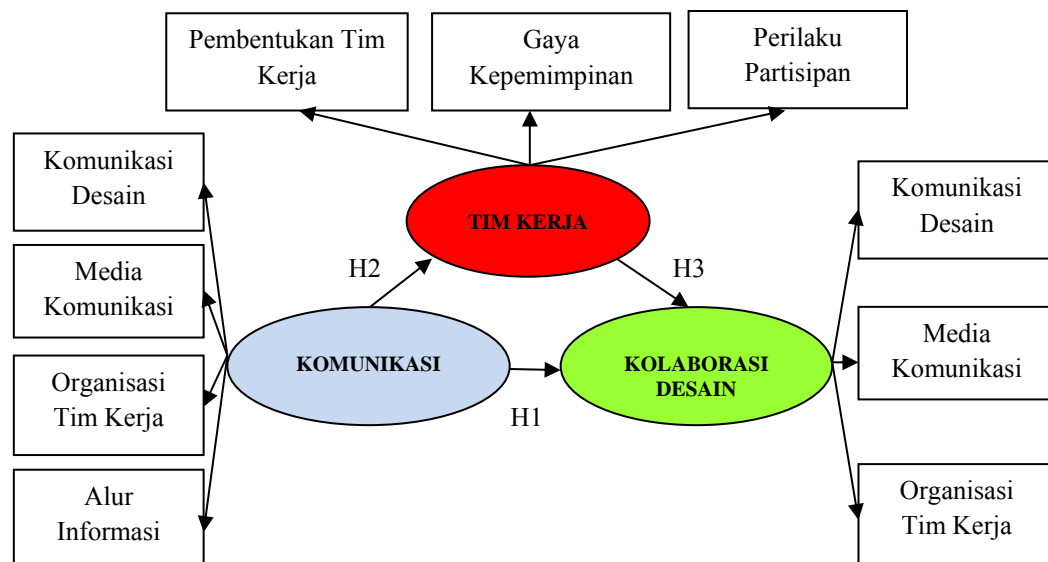 Pembentukan Tim
Kerja
Gaya
Kepemimpinan
Perilaku
Partisipan
Komunikasi
Desain
Media
Komunikasi
Organisasi
Tim Kerja
Alur
Informasi
TIM KERJA
H2
H3
KOMUNIKASI
H1
KOLABORASI
DESAIN
Komunikasi
Desain
Media
Komunikasi
Organisasi
Tim Kerja